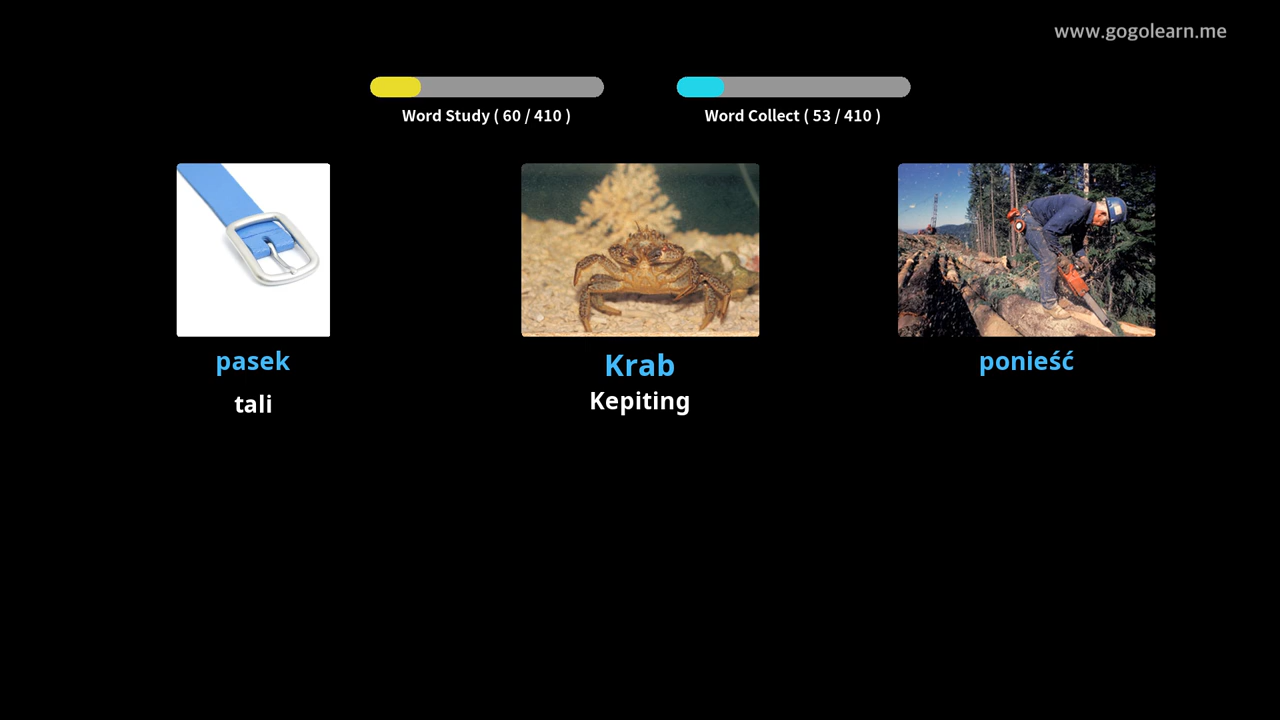 www.gogolearn.me
Word Study ( 60 / 410 )
Word Collect ( 53 / 410 )
pasek
tali
Krab
Kepiting
ponieść